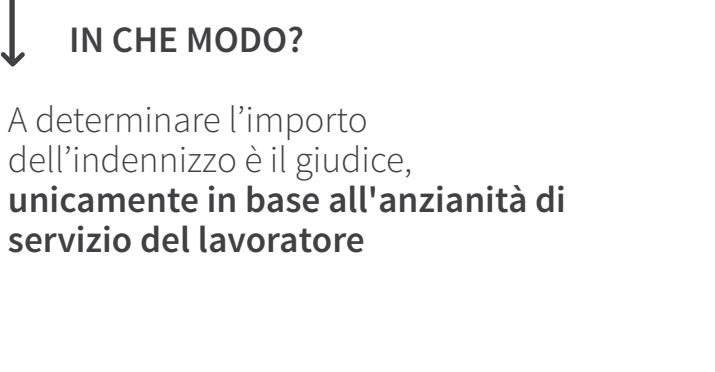 IN CHE MODO?
A determinare l’importo
dell’indennizzo è il giudice,
unicamente in base all'anzianità di
servizio del lavoratore